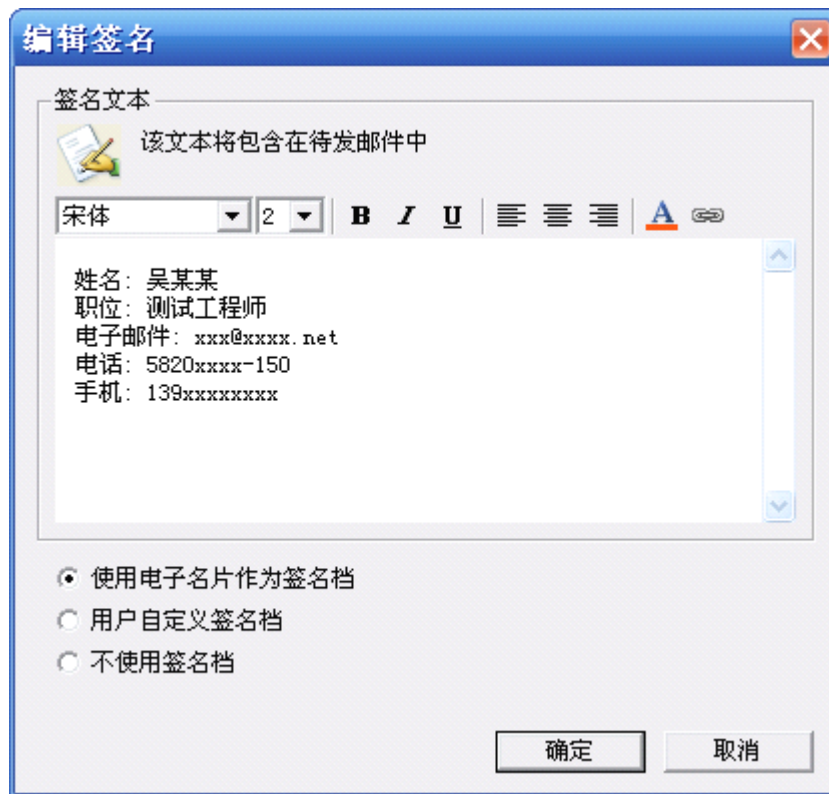 编辑签名
签名文本
该文本将包含在待发邮件中
宋体 2 B I U A
姓名: 吴某某
职位: 测试工程师
电子邮件: xxx@xxxx.net
电话: 5820xxxx-150
手机: 139xxxxxxxx
使用电子名片作为签名档
用户自定义签名档
不使用签名档
确定 取消